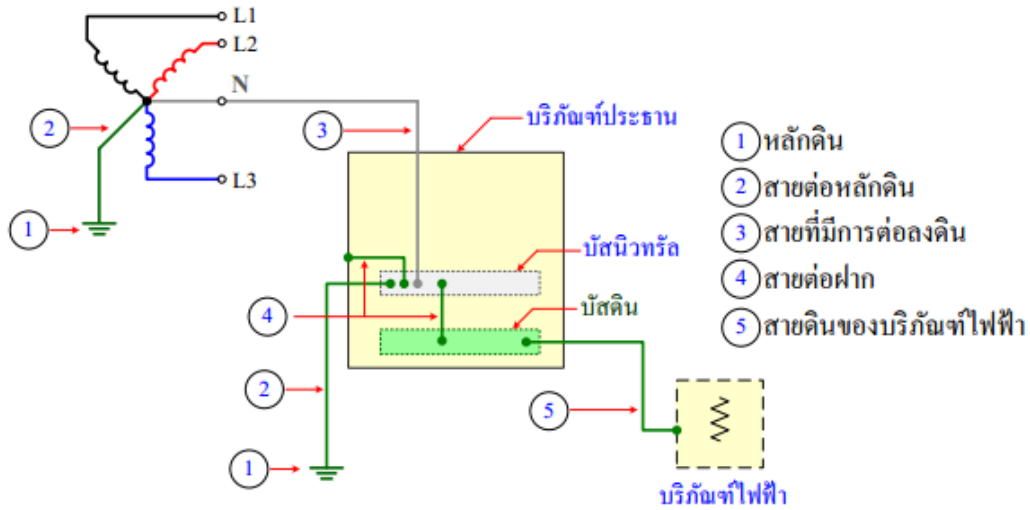 L1
L2
N
2
3
บริภัณฑ์ประธาน
1 หลักดิน
L3
2 สายต่อหลักดิน
1
3 สายที่มีการต่อลงดิน
บัสนิวทรัล
4 สายต่อฝาก
4
บัสดิน
5 สายดินของบริภัณฑ์ไฟฟ้า
2
5
1
บริภัณฑ์ไฟฟ้า